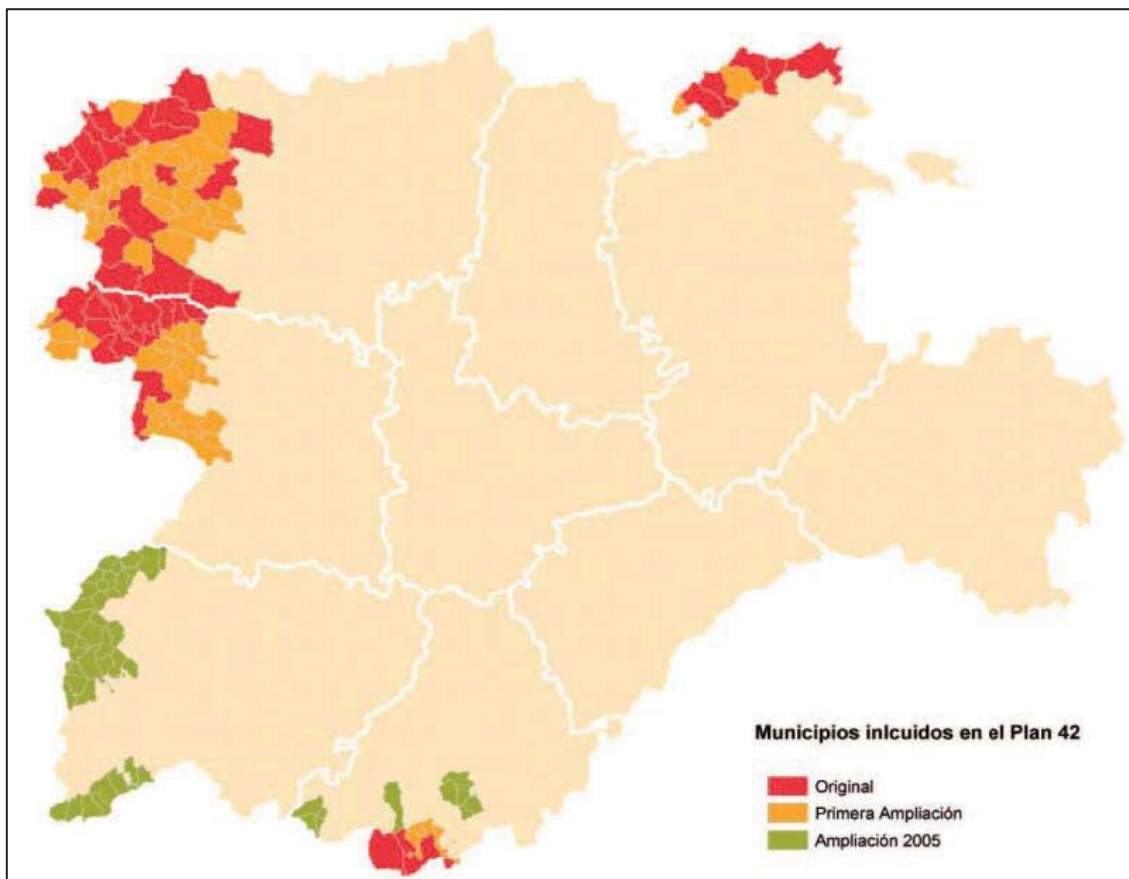 Municipios inlcuidos en el Plan 42
Original
Primera Ampliación
Ampliación 2005